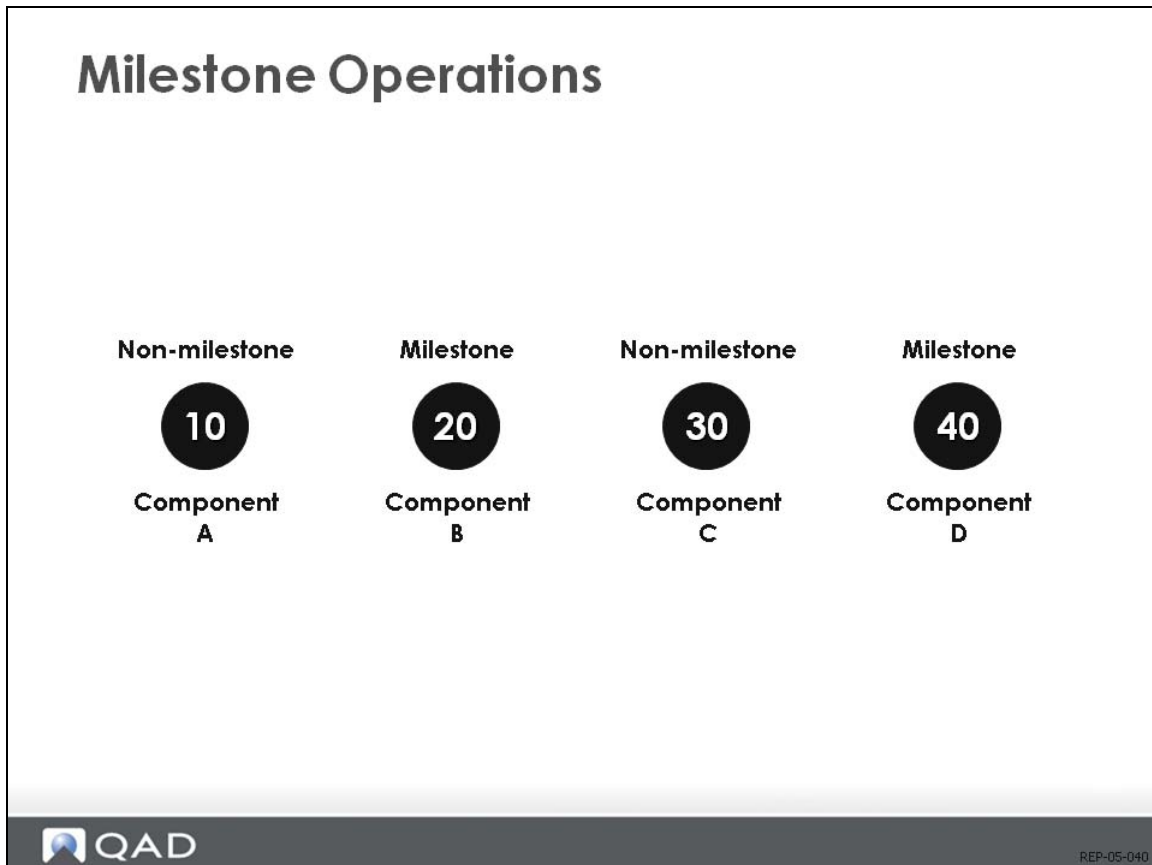 Milestone Operations
Non-milestone Milestone Non-milestone Milestone
10 20 30 40
Component Component Component Component
A B C D
QAD
REP-05-040